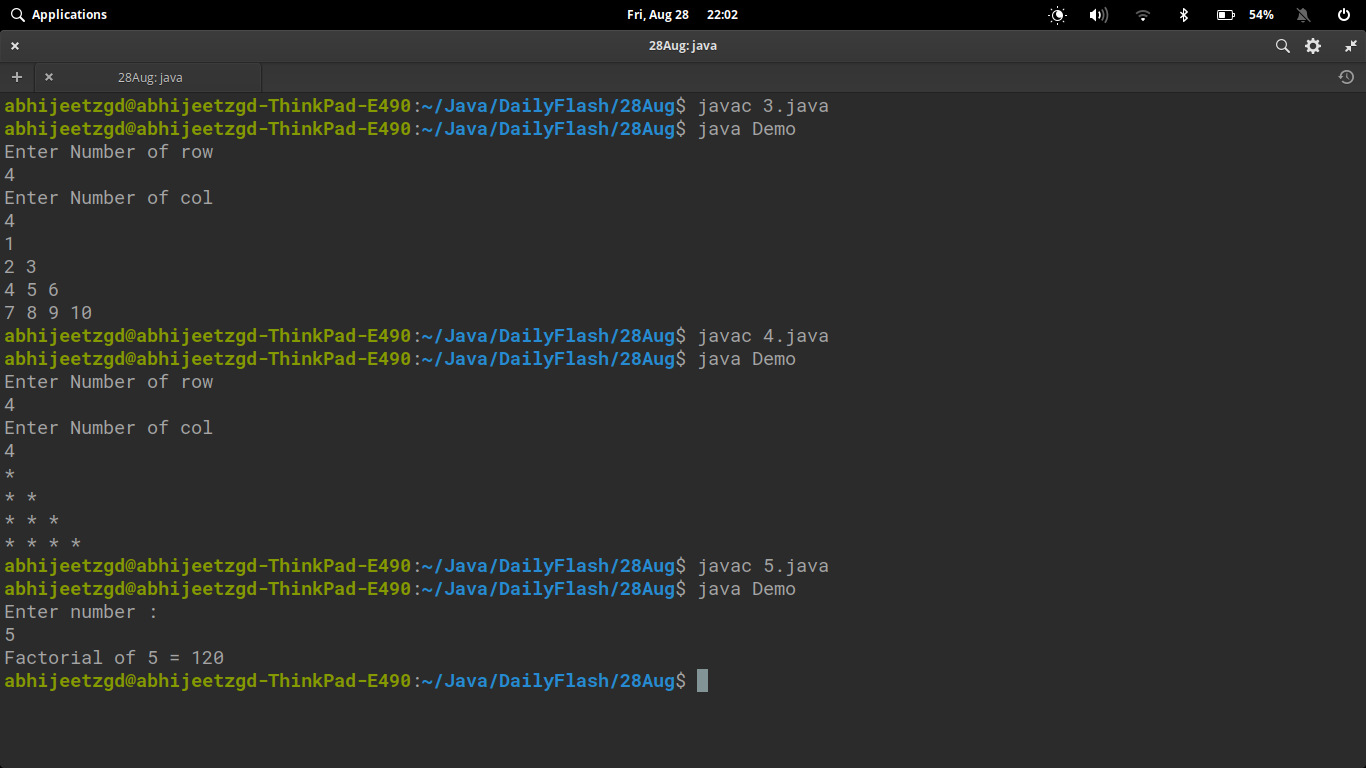 Applications
Fri, Aug 28 22:02
54%
28Aug: java
28Aug: java
abhijeetzgd@abhijeetzgd-ThinkPad-E490:~/Java/DailyFlash/28Aug$ javac 3.java
abhijeetzgd@abhijeetzgd-ThinkPad-E490:~/Java/DailyFlash/28Aug$ java Demo
Enter Number of row
4
Enter Number of col
4
1
2 3
4 5 6
7 8 9 10
abhijeetzgd@abhijeetzgd-ThinkPad-E490:~/Java/DailyFlash/28Aug$ javac 4.java
abhijeetzgd@abhijeetzgd-ThinkPad-E490:~/Java/DailyFlash/28Aug$ java Demo
Enter Number of row
4
Enter Number of col
4
*
* *
* * *
* * * *
abhijeetzgd@abhijeetzgd-ThinkPad-E490:~/Java/DailyFlash/28Aug$ javac 5.java
abhijeetzgd@abhijeetzgd-ThinkPad-E490:~/Java/DailyFlash/28Aug$ java Demo
Enter number :
5
Factorial of 5 = 120
abhijeetzgd@abhijeetzgd-ThinkPad-E490:~/Java/DailyFlash/28Aug$